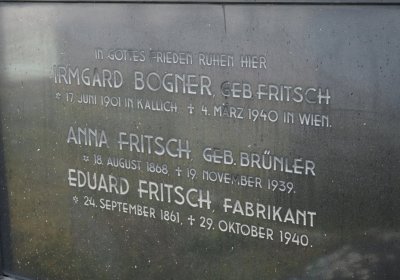 IN GOTTES FRIEDEN RUHEN HIER
IRMGARD BOGNER, GEB. FRITSCH
* 17. JUNI 1901 IN KALLICH, ✝ 4. MÄRZ 1940 IN WIEN.
ANNA FRITSCH, GEB. BRÜNLER
* 18. AUGUST 1868, ✝ 19. NOVEMBER 1939.
EDUARD FRITSCH, FABRIKANT
* 24. SEPTEMBER 1861, ✝ 29. OKTOBER 1940.